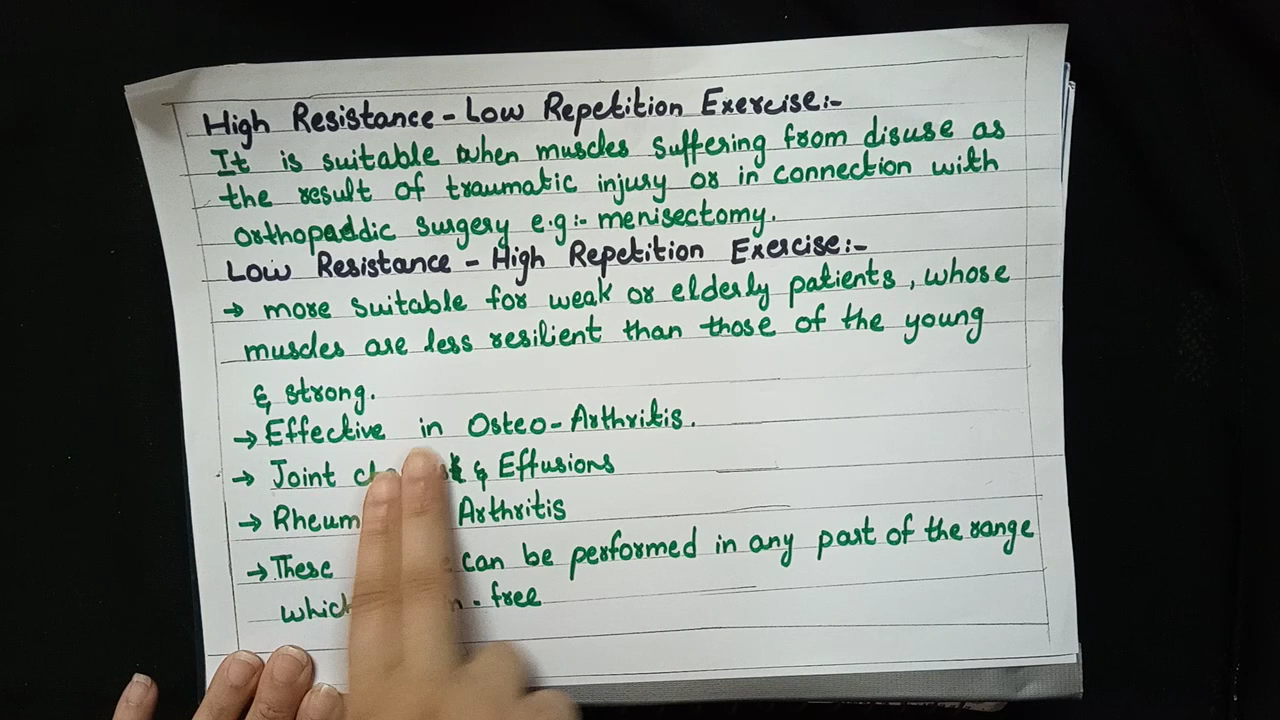 High Resistance - Low Repetition Exercise:-
It is suitable when muscles suffering from disuse as
the result of traumatic injury or in connection with
orthopaedic surgery e.g:- menisectomy.
Low Resistance - High Repetition Exercise:-
→ more suitable for weak or elderly patients, whose
muscles are less resilient than those of the young
& strong.
→ Effective in Osteo-Arthritis.
→ Joint & Effusions
→ Arthritis
→ These can be performed in any part of the range
free